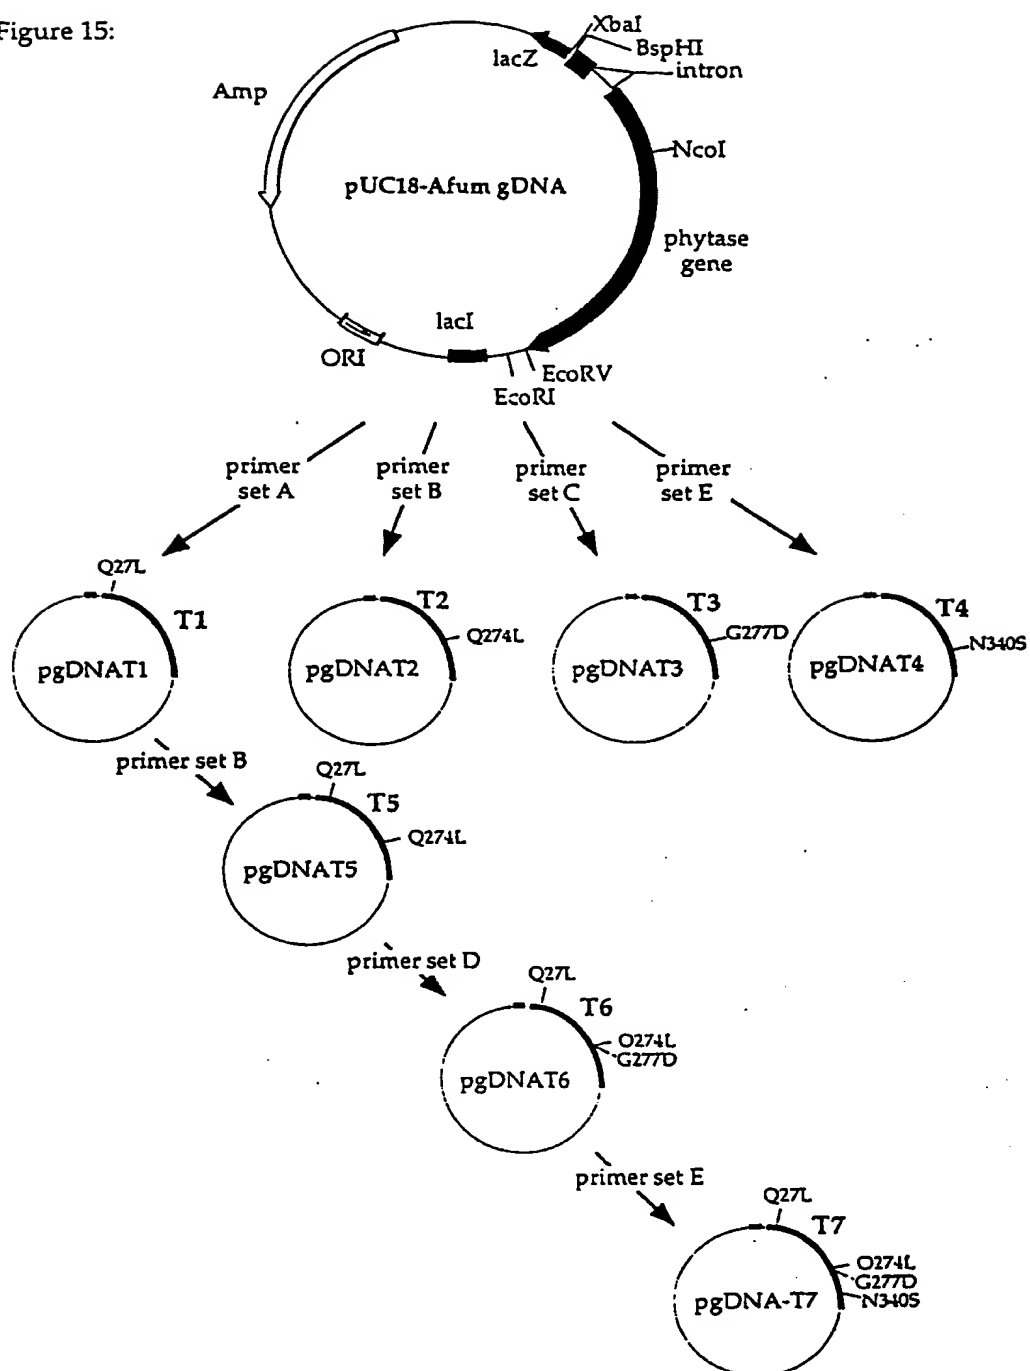 Figure 15:
XbaI
BspHI
lacZ
intron
Amp
NcoI
pUC18-Afum gDNA
phytase
gene
lacI
ORI
EcoRV
EcoRI
primer
set A
primer
set B
primer
set C
primer
set E
Q27L
T1
pgDNAT1
T2
Q274L
pgDNAT2
T3
G277D
pgDNAT3
T4
N340S
pgDNAT4
primer set B
Q27L
T5
Q274L
pgDNAT5
primer set D
Q27L
T6
Q274L
G277D
pgDNAT6
primer set E
Q27L
T7
Q274L
G277D
N340S
pgDNA-T7